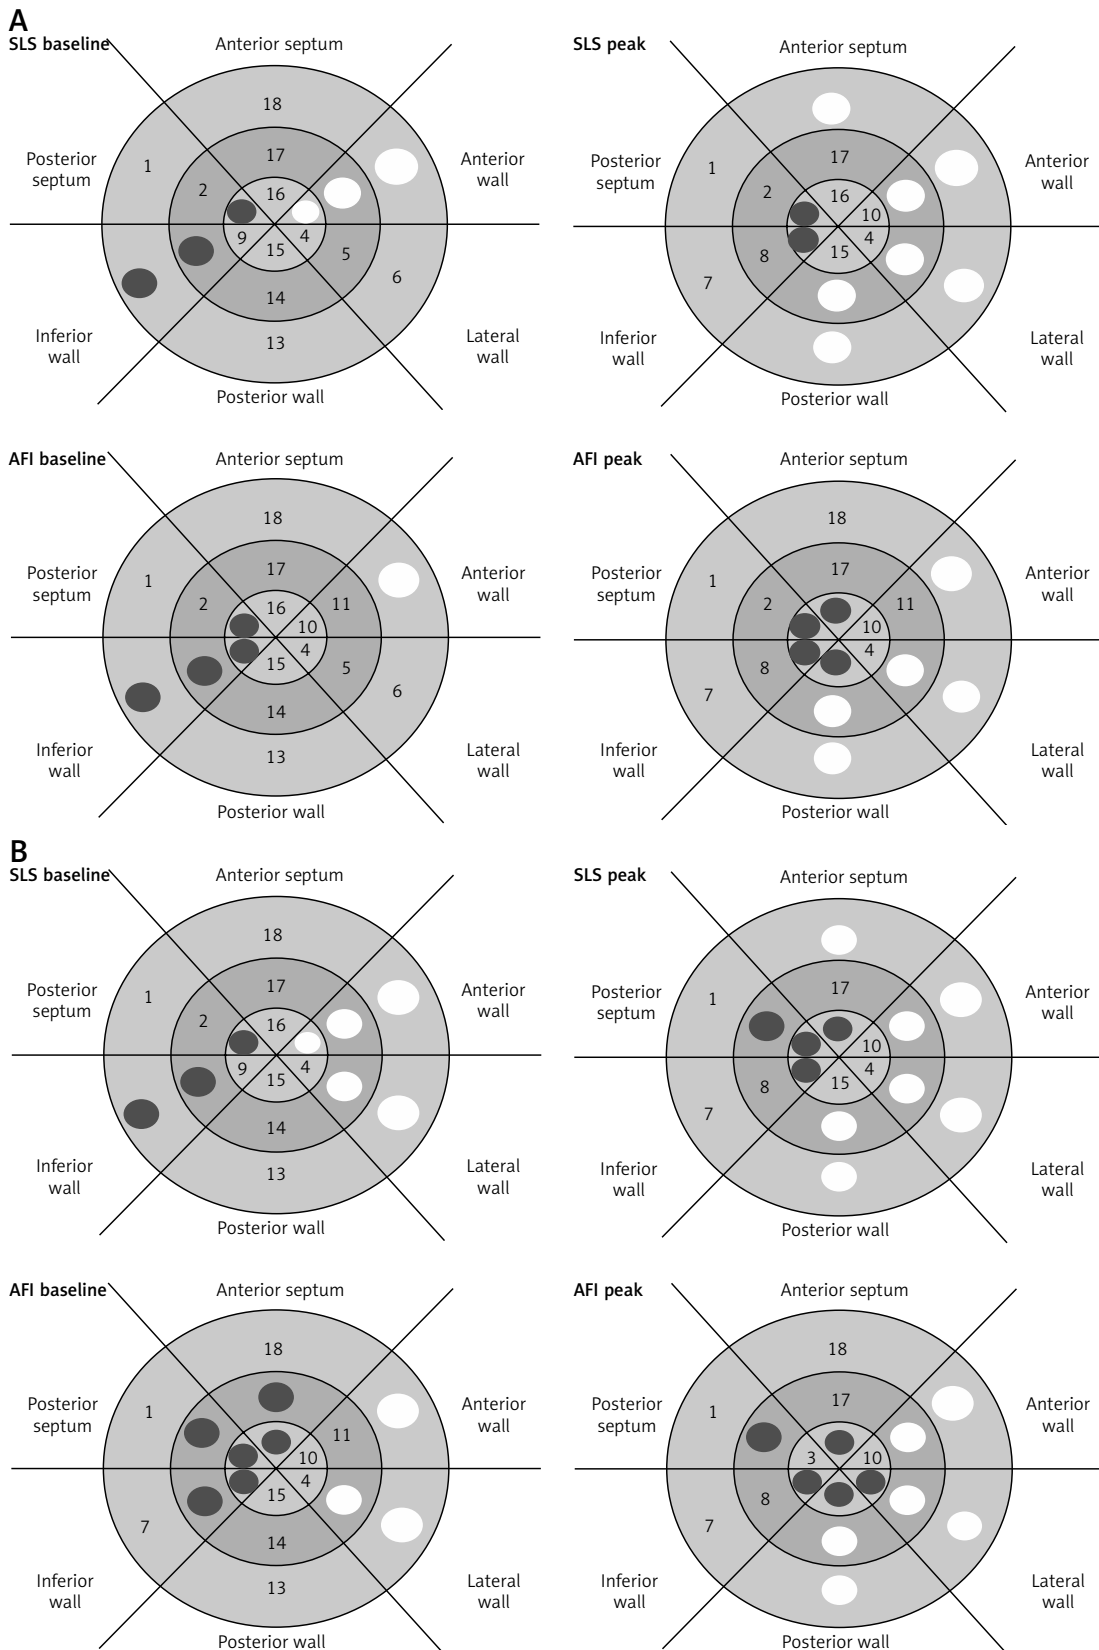 A
SLS baseline
Anterior septum
Posterior
septum
Anterior
wall
Inferior
wall
Lateral
wall
Posterior wall
18
17
16
1
2
9
4
15
5
6
14
13
SLS peak
Anterior septum
Posterior
septum
Anterior
wall
Inferior
wall
Lateral
wall
Posterior wall
17
16
1
2
10
4
15
8
7
AFI baseline
Anterior septum
Posterior
septum
Anterior
wall
Inferior
wall
Lateral
wall
Posterior wall
18
17
16
1
2
11
10
4
15
5
6
14
13
AFI peak
Anterior septum
Posterior
septum
Anterior
wall
Inferior
wall
Lateral
wall
Posterior wall
18
17
1
2
11
10
4
8
7
B
SLS baseline
Anterior septum
Posterior
septum
Anterior
wall
Inferior
wall
Lateral
wall
Posterior wall
18
17
16
1
2
9
4
15
14
13
SLS peak
Anterior septum
Posterior
septum
Anterior
wall
Inferior
wall
Lateral
wall
Posterior wall
17
1
10
4
15
8
7
AFI baseline
Anterior septum
Posterior
septum
Anterior
wall
Inferior
wall
Lateral
wall
Posterior wall
18
1
11
10
4
15
7
14
13
AFI peak
Anterior septum
Posterior
septum
Anterior
wall
Inferior
wall
Lateral
wall
Posterior wall
18
17
1
3
10
8
7